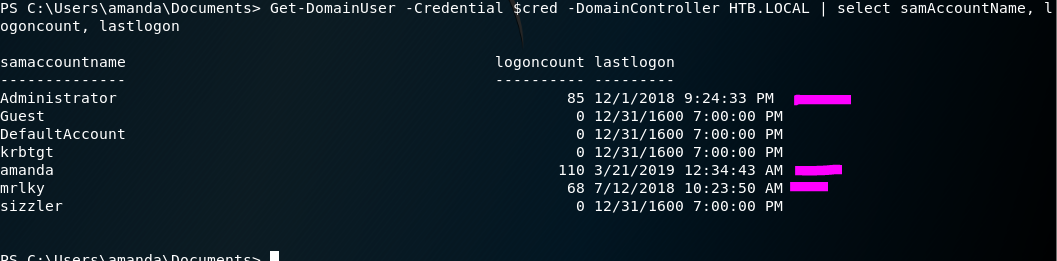 PS C:\Users\amanda\Documents> Get-DomainUser -Credential $cred -DomainController HTB.LOCAL | select samAccountName, l
ogoncount, lastlogon
samaccountname logoncount lastlogon
-------------- ---------- ---------
Administrator 85 12/1/2018 9:24:33 PM
Guest 0 12/31/1600 7:00:00 PM
DefaultAccount 0 12/31/1600 7:00:00 PM
krbtgt 0 12/31/1600 7:00:00 PM
amanda 110 3/21/2019 12:34:43 AM
mrlky 68 7/12/2018 10:23:50 AM
sizzler 0 12/31/1600 7:00:00 PM
PS C:\Users\amanda\Documents>